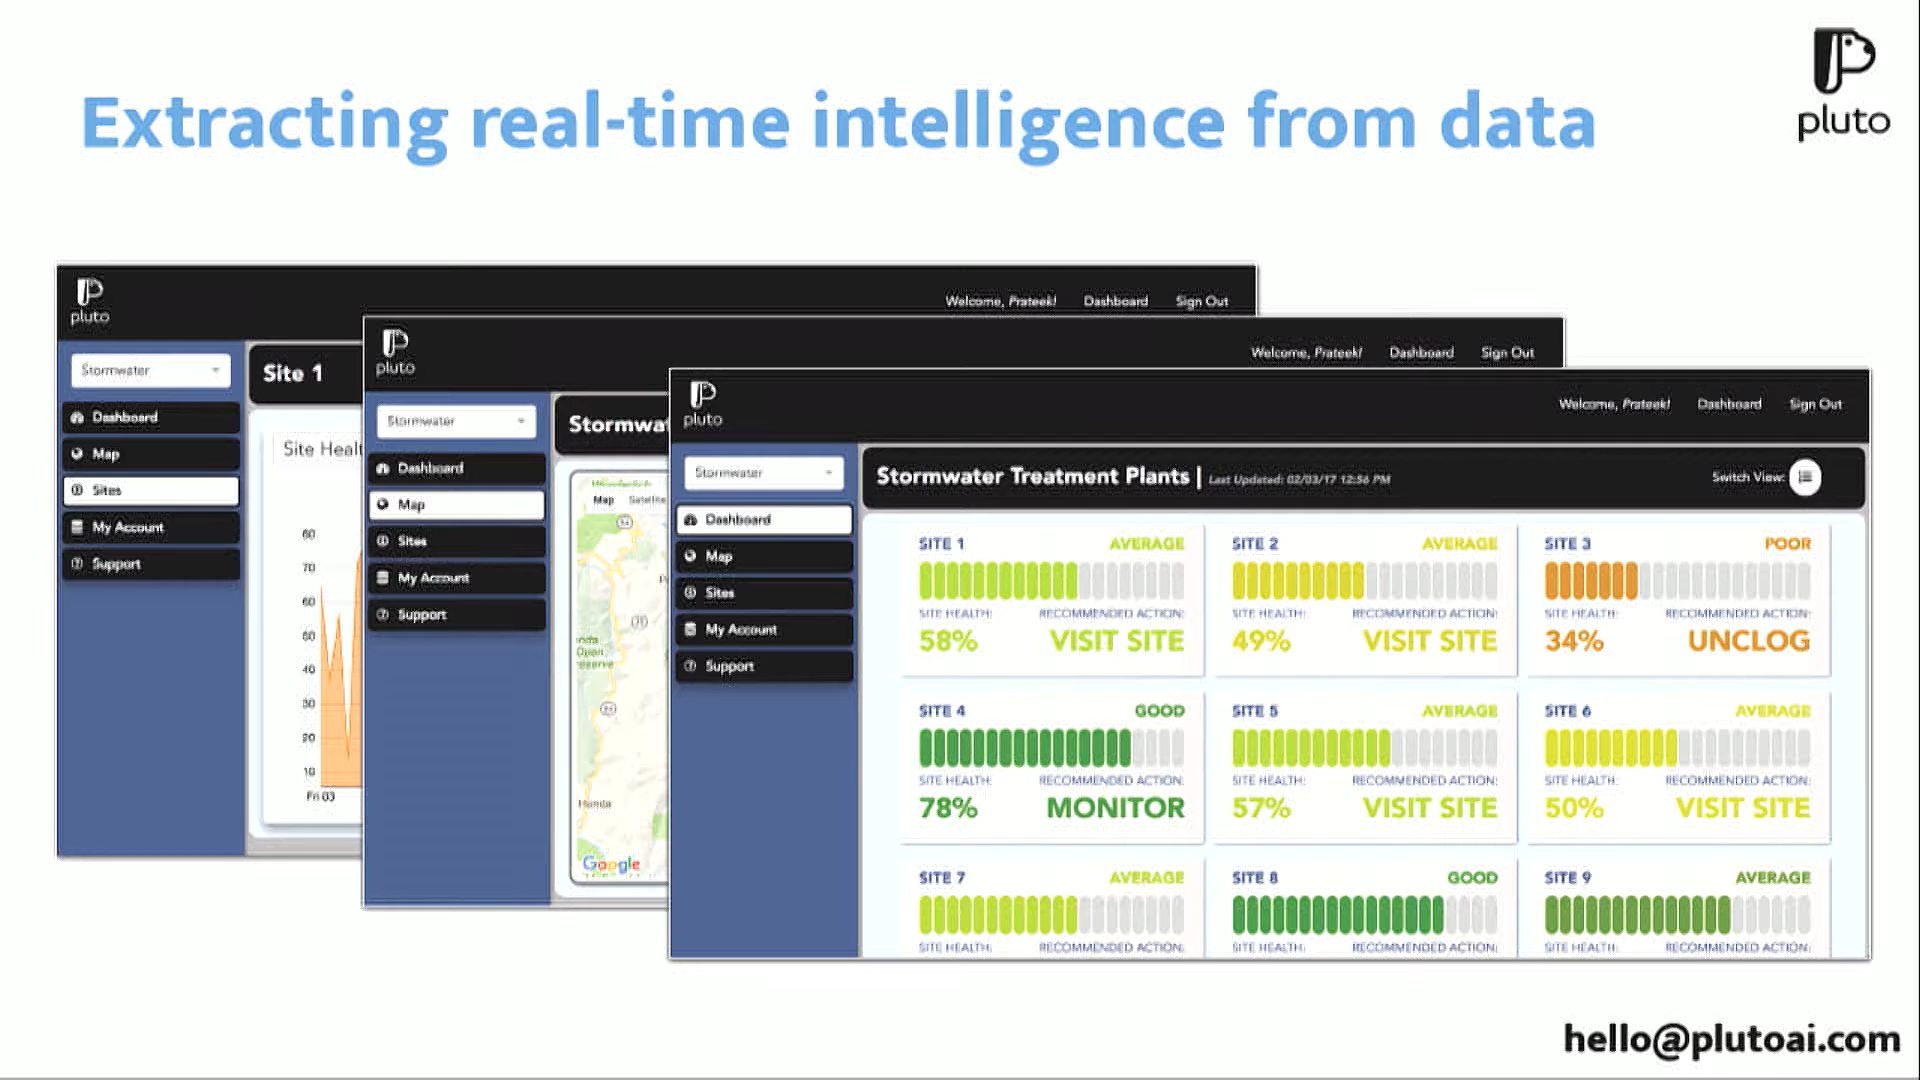 Extracting real-time intelligence from data
pluto
pluto
Welcome, Prateek!
Dashboard
Sign Out
Stormwater
Dashboard
Map
Sites
My Account
Support
Site 1
60
70
60
50
40
30
20
10
Fri 03
pluto
Welcome, Prateek!
Dashboard
Sign Out
Stormwater
Dashboard
Map
Sites
My Account
Support
Map
Satellite
Open
Honda
Google
pluto
Welcome, Prateek!
Dashboard
Sign Out
Stormwater
Dashboard
Map
Sites
My Account
Support
Stormwater Treatment Plants | Last Updated: 02/03/17 12:56 PM
Switch View:
SITE 1 AVERAGE
SITE HEALTH: RECOMMENDED ACTION:
58% VISIT SITE
SITE 2 AVERAGE
SITE HEALTH: RECOMMENDED ACTION:
49% VISIT SITE
SITE 3 POOR
SITE HEALTH: RECOMMENDED ACTION:
34% UNCLOG
SITE 4 GOOD
SITE HEALTH: RECOMMENDED ACTION:
78% MONITOR
SITE 5 AVERAGE
SITE HEALTH: RECOMMENDED ACTION:
57% VISIT SITE
SITE 6 AVERAGE
SITE HEALTH: RECOMMENDED ACTION:
50% VISIT SITE
SITE 7 AVERAGE
SITE HEALTH: RECOMMENDED ACTION:
SITE 8 GOOD
SITE HEALTH: RECOMMENDED ACTION:
SITE 9 AVERAGE
SITE HEALTH: RECOMMENDED ACTION:
hello@plutoai.com